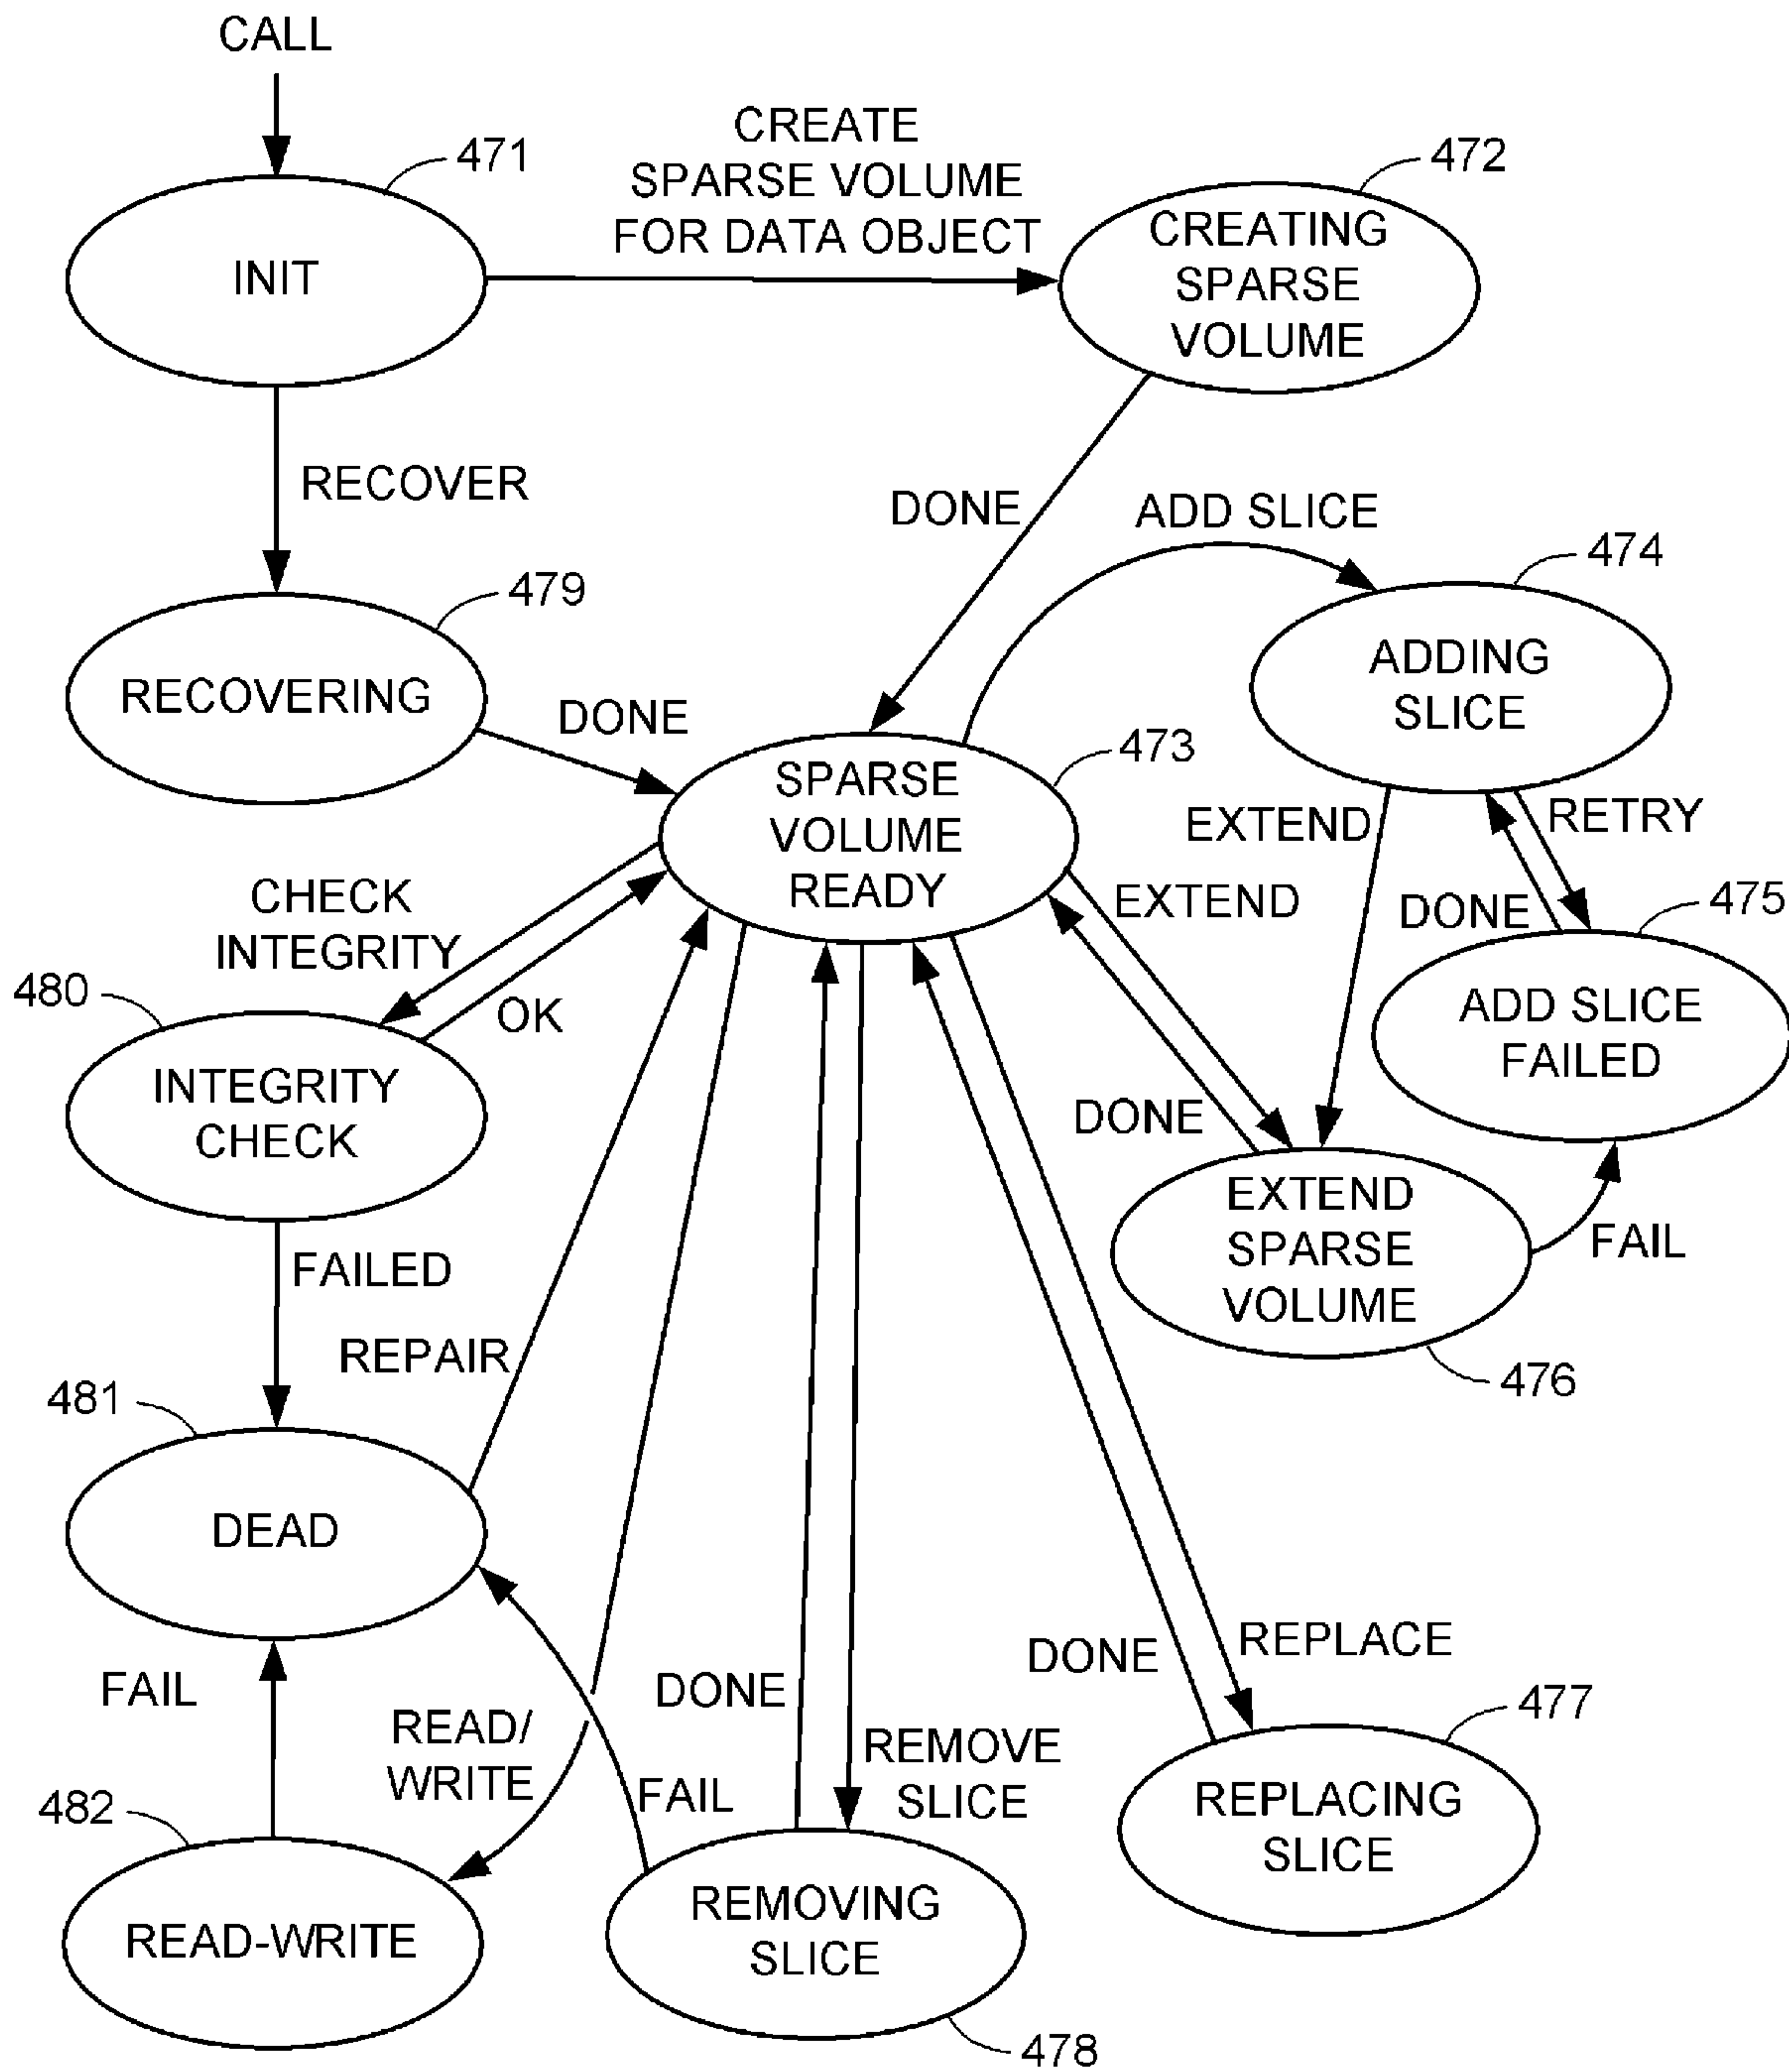 CALL
471
INIT
CREATE
SPARSE VOLUME
FOR DATA OBJECT
472
CREATING
SPARSE
VOLUME
RECOVER
DONE
ADD SLICE
474
ADDING
SLICE
479
RECOVERING
DONE
473
SPARSE
VOLUME
READY
EXTEND
RETRY
EXTEND
DONE
475
ADD SLICE
FAILED
CHECK
INTEGRITY
OK
480
INTEGRITY
CHECK
DONE
EXTEND
SPARSE
VOLUME
FAIL
476
FAILED
REPAIR
481
DEAD
FAIL
READ/
WRITE
FAIL
DONE
REMOVE
SLICE
DONE
REPLACE
477
REPLACING
SLICE
482
READ-WRITE
REMOVING
SLICE
478